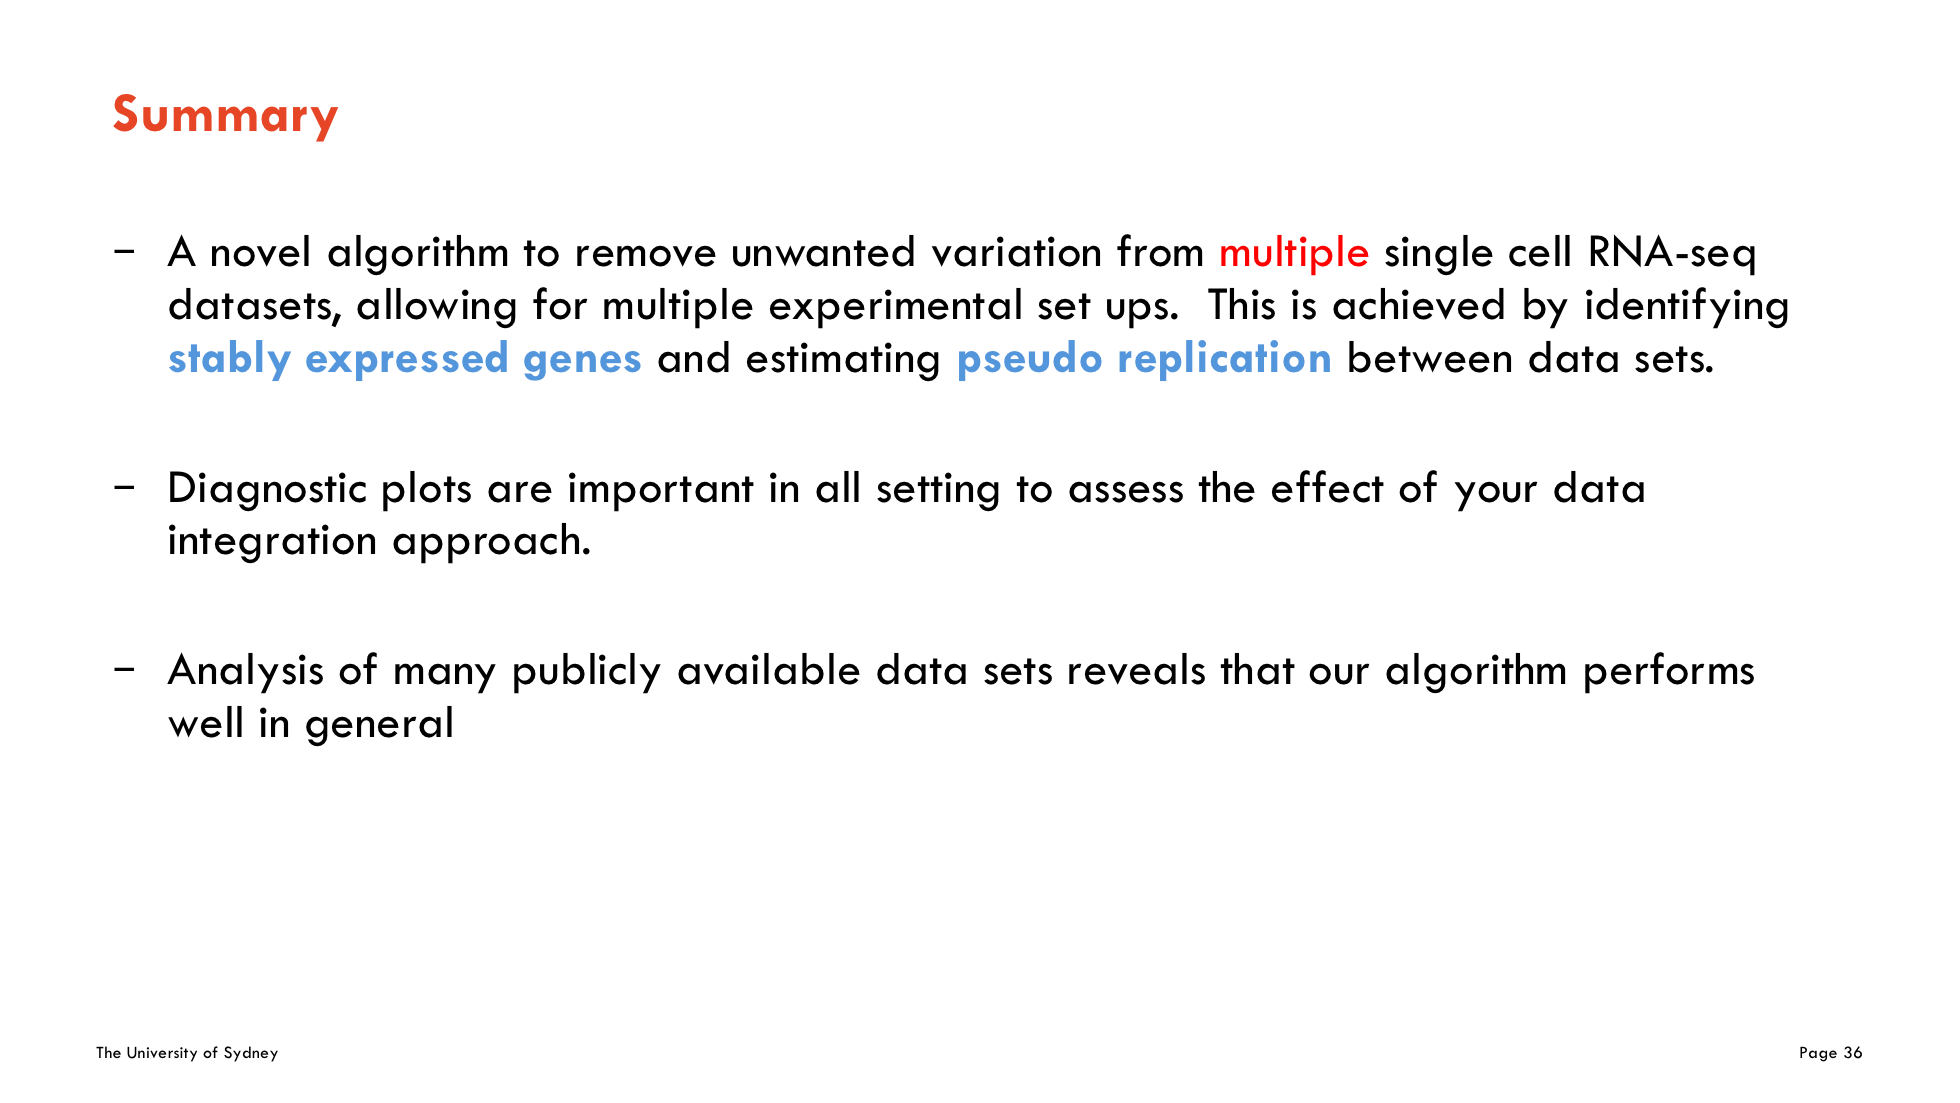 Summary
– A novel algorithm to remove unwanted variation from multiple single cell RNA-seq
datasets, allowing for multiple experimental set ups.  This is achieved by identifying
stably expressed genes and estimating pseudo replication between data sets.
– Diagnostic plots are important in all setting to assess the effect of your data
integration approach.
– Analysis of many publicly available data sets reveals that our algorithm performs
well in general
The University of Sydney
Page 36